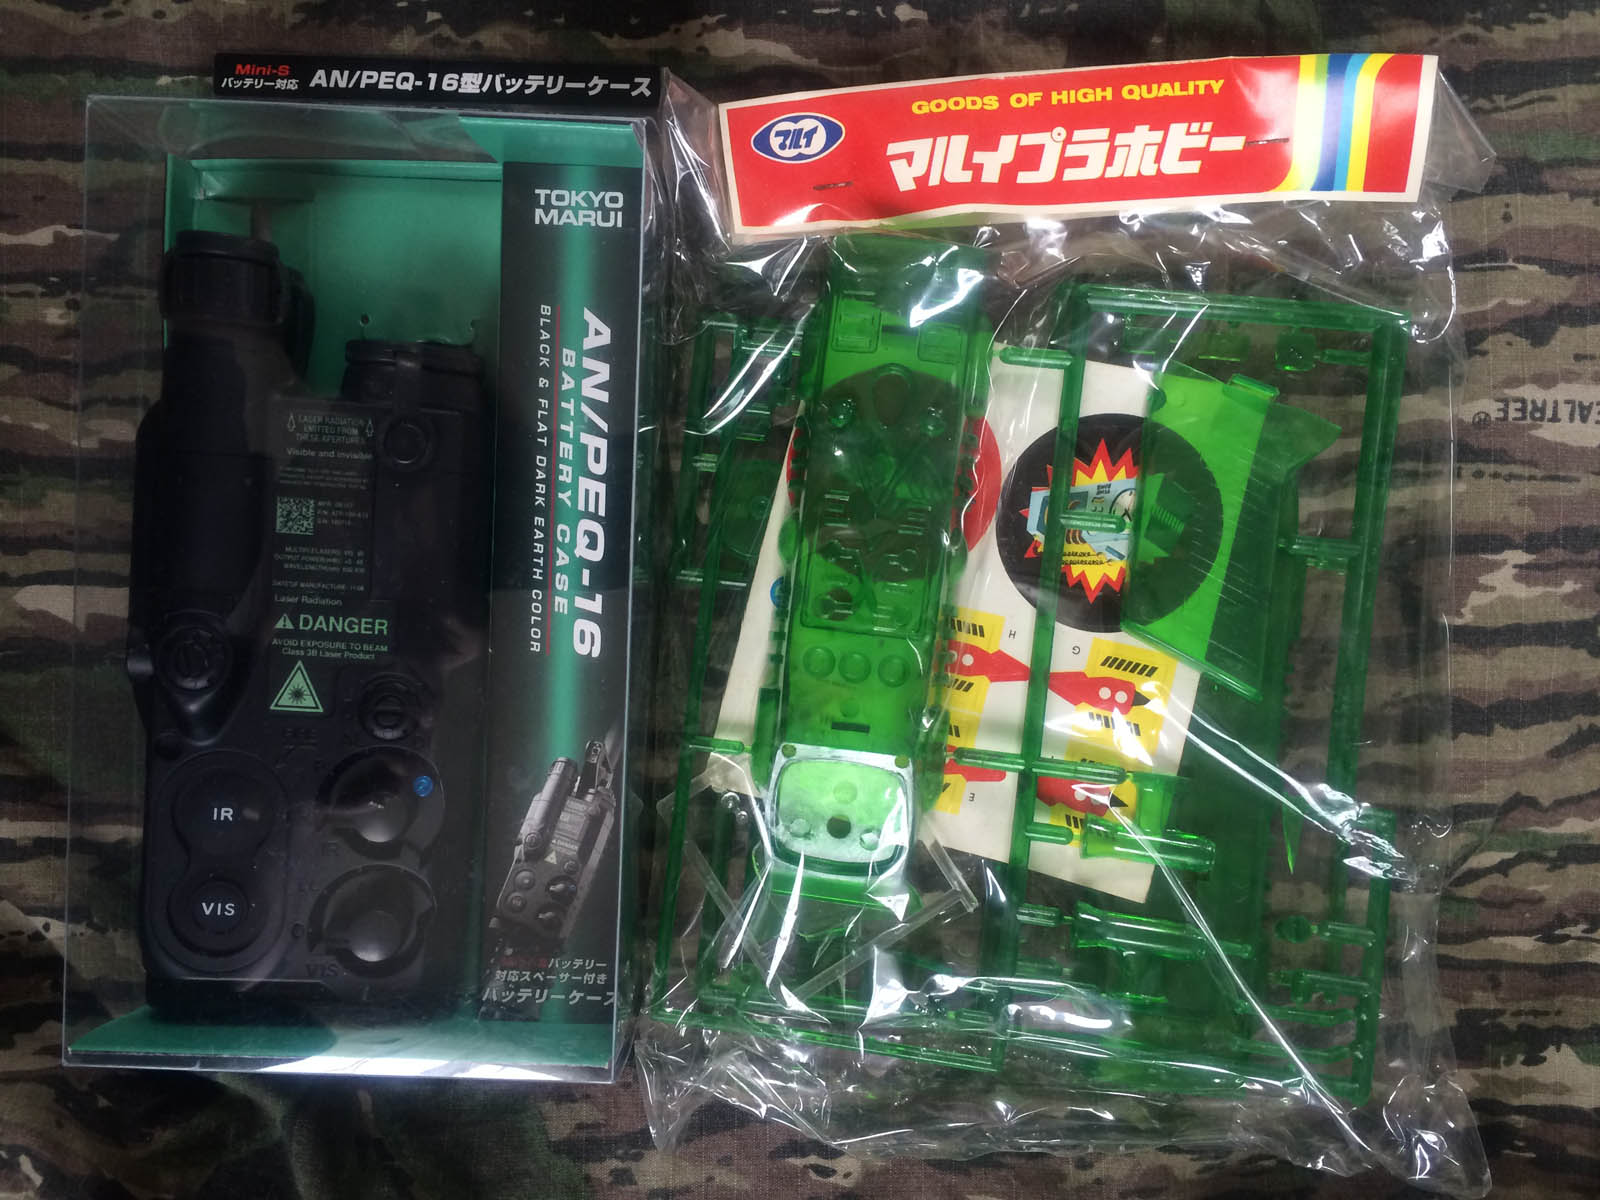 Mini-S
バッテリー対応
AN/PEQ-16型バッテリーケース
TOKYO
MARUI
AN/PEQ-16
BATTERY CASE
BLACK & FLAT DARK EARTH COLOR
LASER RADIATION
EMITTED FROM
THESE APERTURES
Visible and invisible
Laser Radiation
DANGER
AVOID EXPOSURE TO BEAM
Class 3B Laser Product
IR
VIS
VIS
バッテリー
対応スペーサー付き
バッテリーケース
GOODS OF HIGH QUALITY
マルイ
マルイプラホビー
H
G
E
EALTREE®